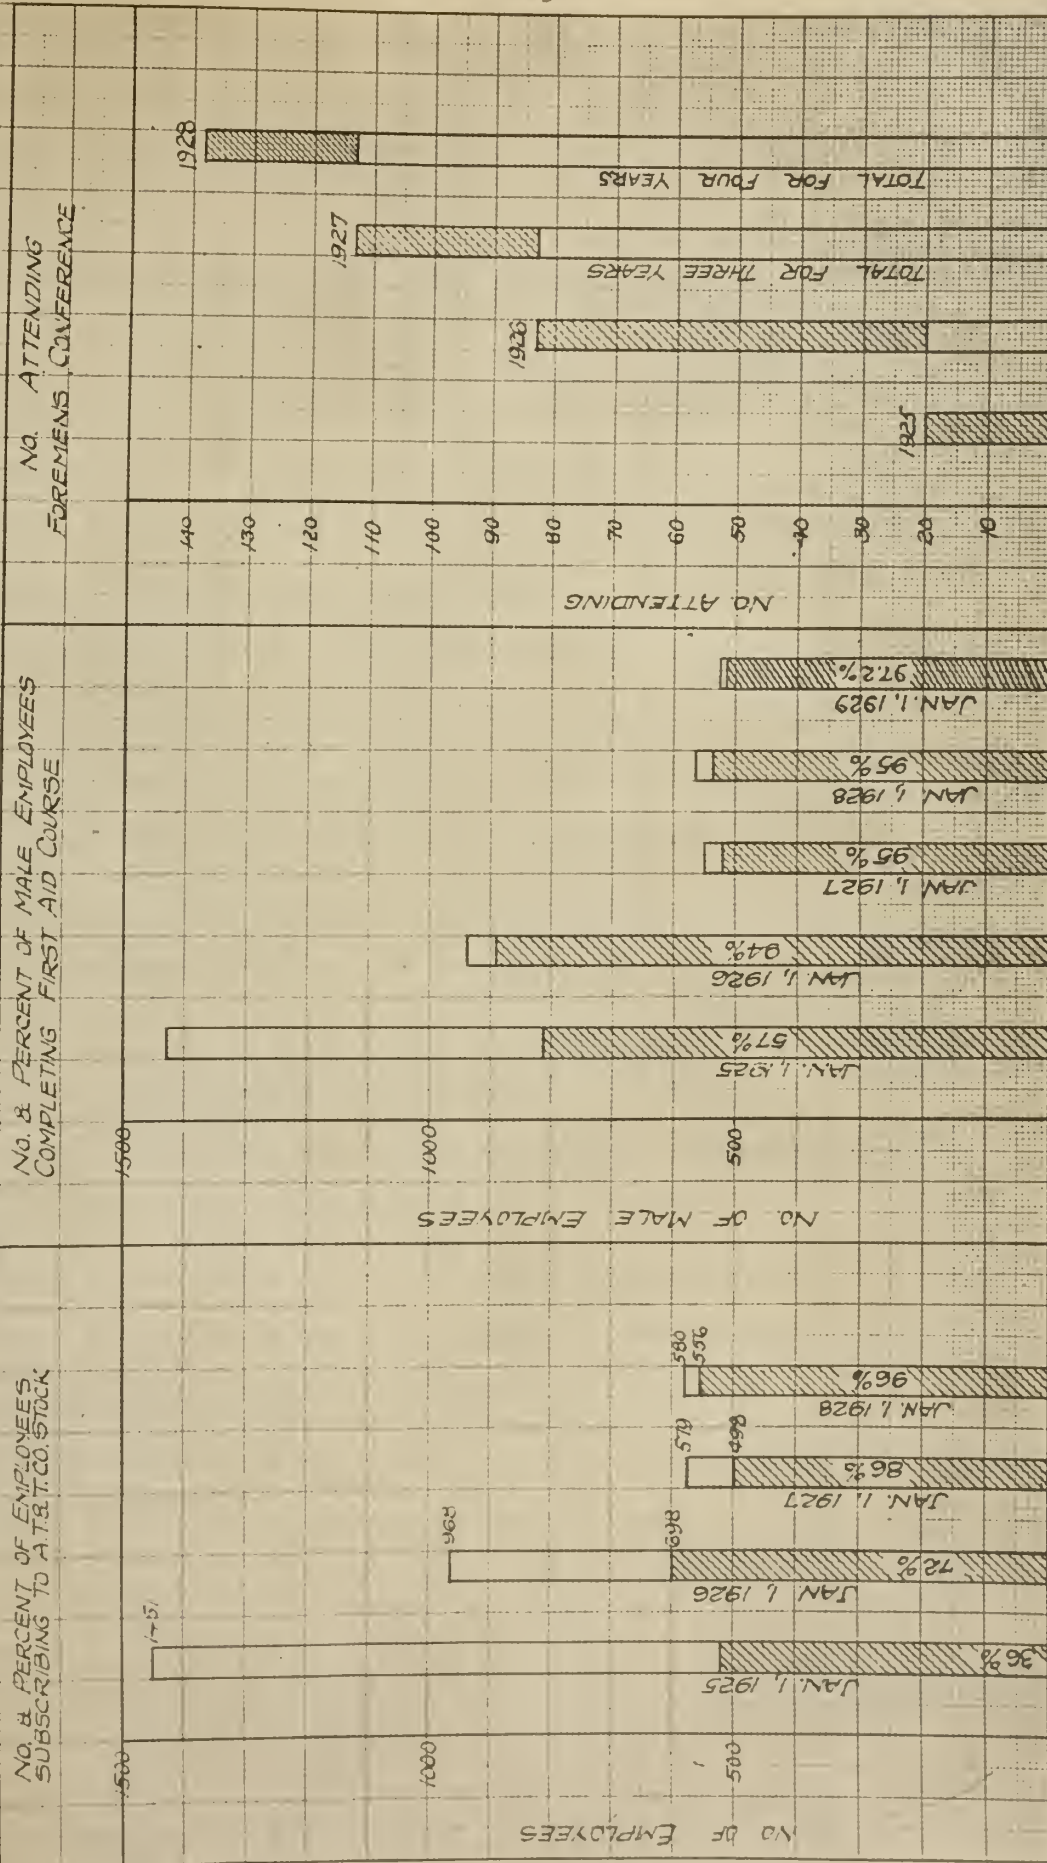 No. & PERCENT OF EMPLOYEES
SUBSCRIBING TO A.T.&T.CO. STOCK
NO OF EMPLOYEES
1500
1000
500
1451
JAN. 1, 1925
36%
968
698
JAN 1, 1926
72%
579
498
JAN. 1, 1927
86%
580
556
JAN. 1, 1928
96%
No. & PERCENT OF MALE EMPLOYEES
COMPLETING FIRST AID COURSE
NO. OF MALE EMPLOYEES
1500
1000
500
JAN. 1, 1925
57%
JAN 1, 1926
94%
JAN 1, 1927
95%
JAN. 1, 1928
95%
JAN. 1, 1929
97.2%
No. ATTENDING
FOREMENS CONFERENCE
NO ATTENDING
140
130
120
110
100
90
80
70
60
50
40
30
20
10
1925
1926
1927
TOTAL FOR THREE YEARS
1928
TOTAL FOR FOUR YEARS